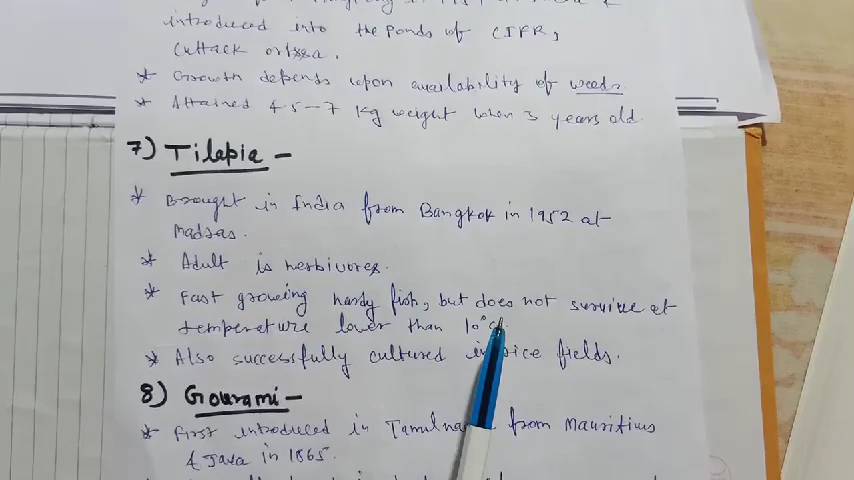 introduced into the ponds of CIFR,
Cuttack orissa.
* Growth depends upon availability of weeds.
* Attained 4.5-7 kg weight when 3 years old.
7) Tilapia -
* Brought in India from Bangkok in 1952 at
Madras.
* Adult is herbivores.
* Fast growing hardy fish, but does not survive at
temperature lower than 10°C
* Also successfully cultured in rice fields.
8) Gourami -
* First introduced in Tamulna from Mauritius
& Java in 1865.